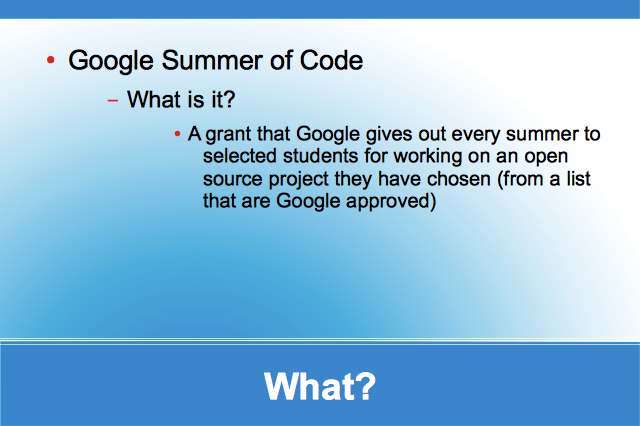 Google Summer of Code
– What is it?
• A grant that Google gives out every summer to
selected students for working on an open
source project they have chosen (from a list
that are Google approved)
What?